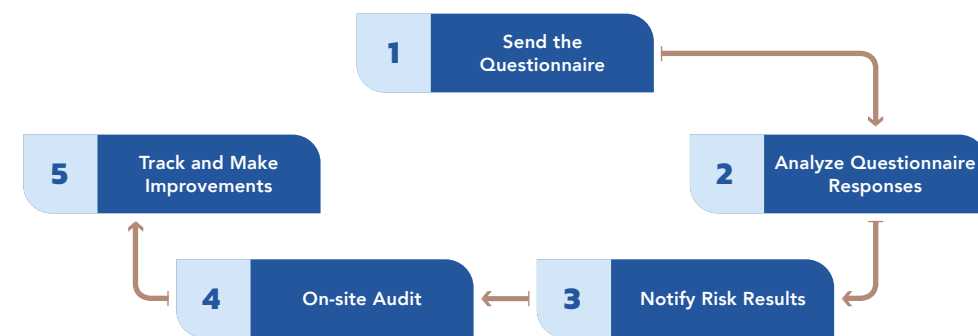 1
Send the
Questionnaire
2
Analyze Questionnaire
Responses
3
Notify Risk Results
4
On-site Audit
5
Track and Make
Improvements